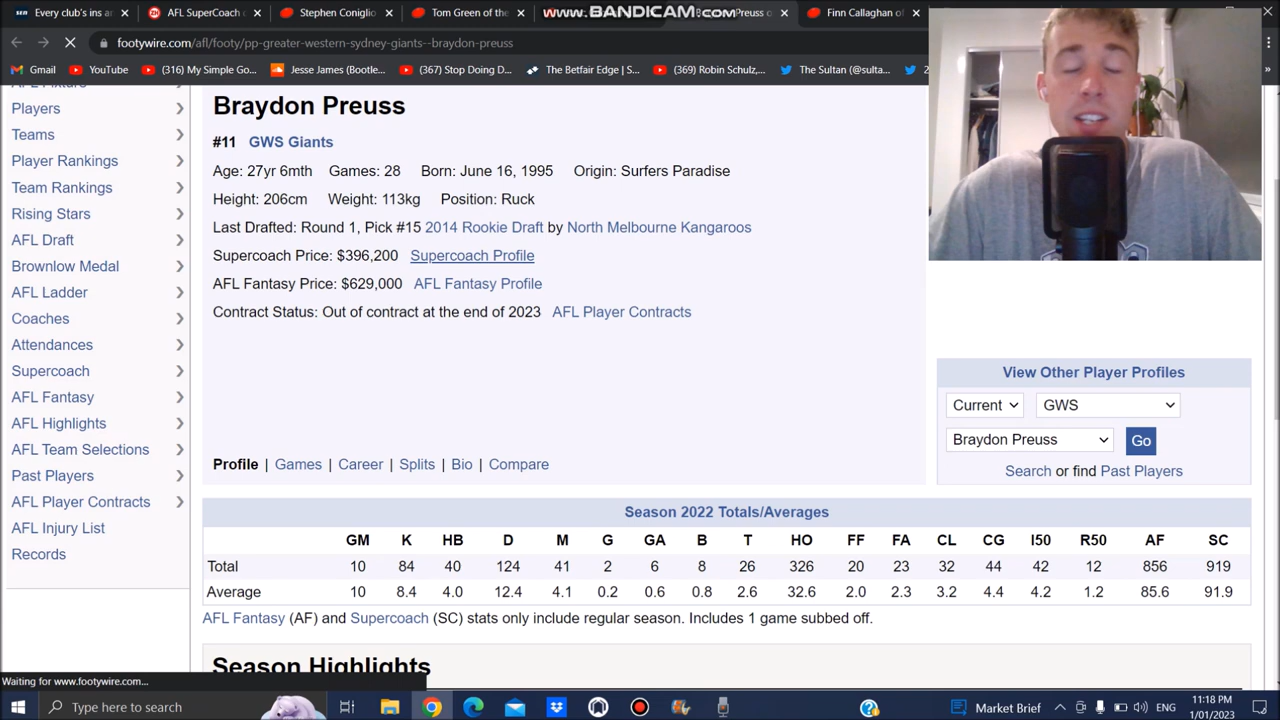 Every club's in a
AFL SuperCoach
Stephen Coniglio
Tom Green of the
www.BANDICAM.com
Preuss o
Finn Callaghan of
footywire.com/afl/footy/pp-greater-western-sydney-giants--braydon-preuss
Gmail
YouTube
(316) My Simple Go...
Jesse James (Bootle...
(367) Stop Doing D...
The Betfair Edge | S...
(369) Robin Schulz,...
The Sultan (@sulta...
AFL Fixture
Players
Teams
Player Rankings
Team Rankings
Rising Stars
AFL Draft
Brownlow Medal
AFL Ladder
Coaches
Attendances
Supercoach
AFL Fantasy
AFL Highlights
AFL Team Selections
Past Players
AFL Player Contracts
AFL Injury List
Records
Braydon Preuss
#11 GWS Giants
Age: 27yr 6mth Games: 28 Born: June 16, 1995 Origin: Surfers Paradise
Height: 206cm Weight: 113kg Position: Ruck
Last Drafted: Round 1, Pick #15 2014 Rookie Draft by North Melbourne Kangaroos
Supercoach Price: $396,200 Supercoach Profile
AFL Fantasy Price: $629,000 AFL Fantasy Profile
Contract Status: Out of contract at the end of 2023 AFL Player Contracts
View Other Player Profiles
Current GWS
Braydon Preuss Go
Search or find Past Players
Profile | Games | Career | Splits | Bio | Compare
Season 2022 Totals/Averages
GM K HB D M G GA B T HO FF FA CL CG I50 R50 AF SC
Total 10 84 40 124 41 2 6 8 26 326 20 23 32 44 42 12 856 919
Average 10 8.4 4.0 12.4 4.1 0.2 0.6 0.8 2.6 32.6 2.0 2.3 3.2 4.4 4.2 1.2 85.6 91.9
AFL Fantasy (AF) and Supercoach (SC) stats only include regular season. Includes 1 game subbed off.
Season Highlights
Waiting for www.footywire.com...
Type here to search
Market Brief
ENG
11:18 PM
1/01/2023